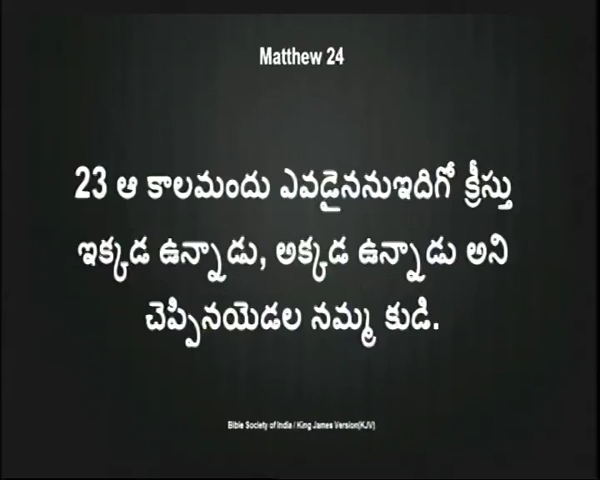 Matthew 24
23 ఆ కాలమందు ఎవడైననుఇదిగో క్రీస్తు
ఇక్కడ ఉన్నాడు, అక్కడ ఉన్నాడు అని
చెప్పినయెడల నమ్మ కుడి.
Bible Society of India / King James Version(KJV)